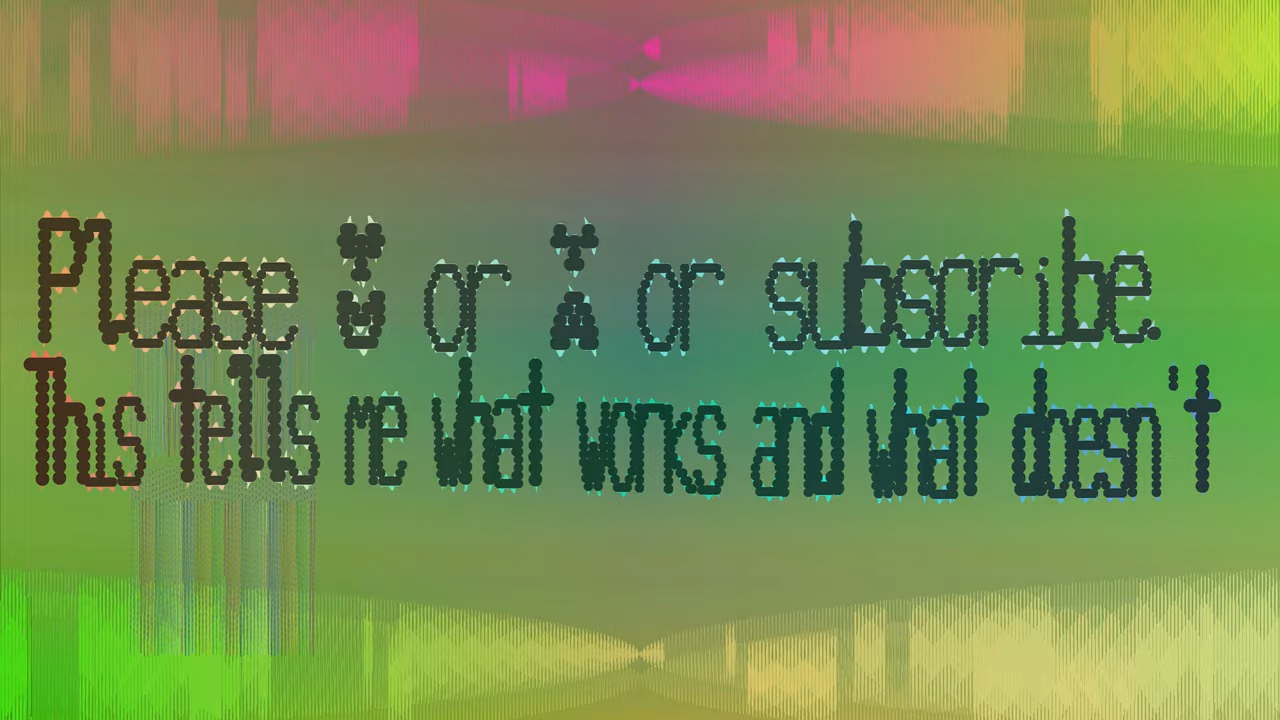 Please or or subscribe.
This tells me what works and what doesn't